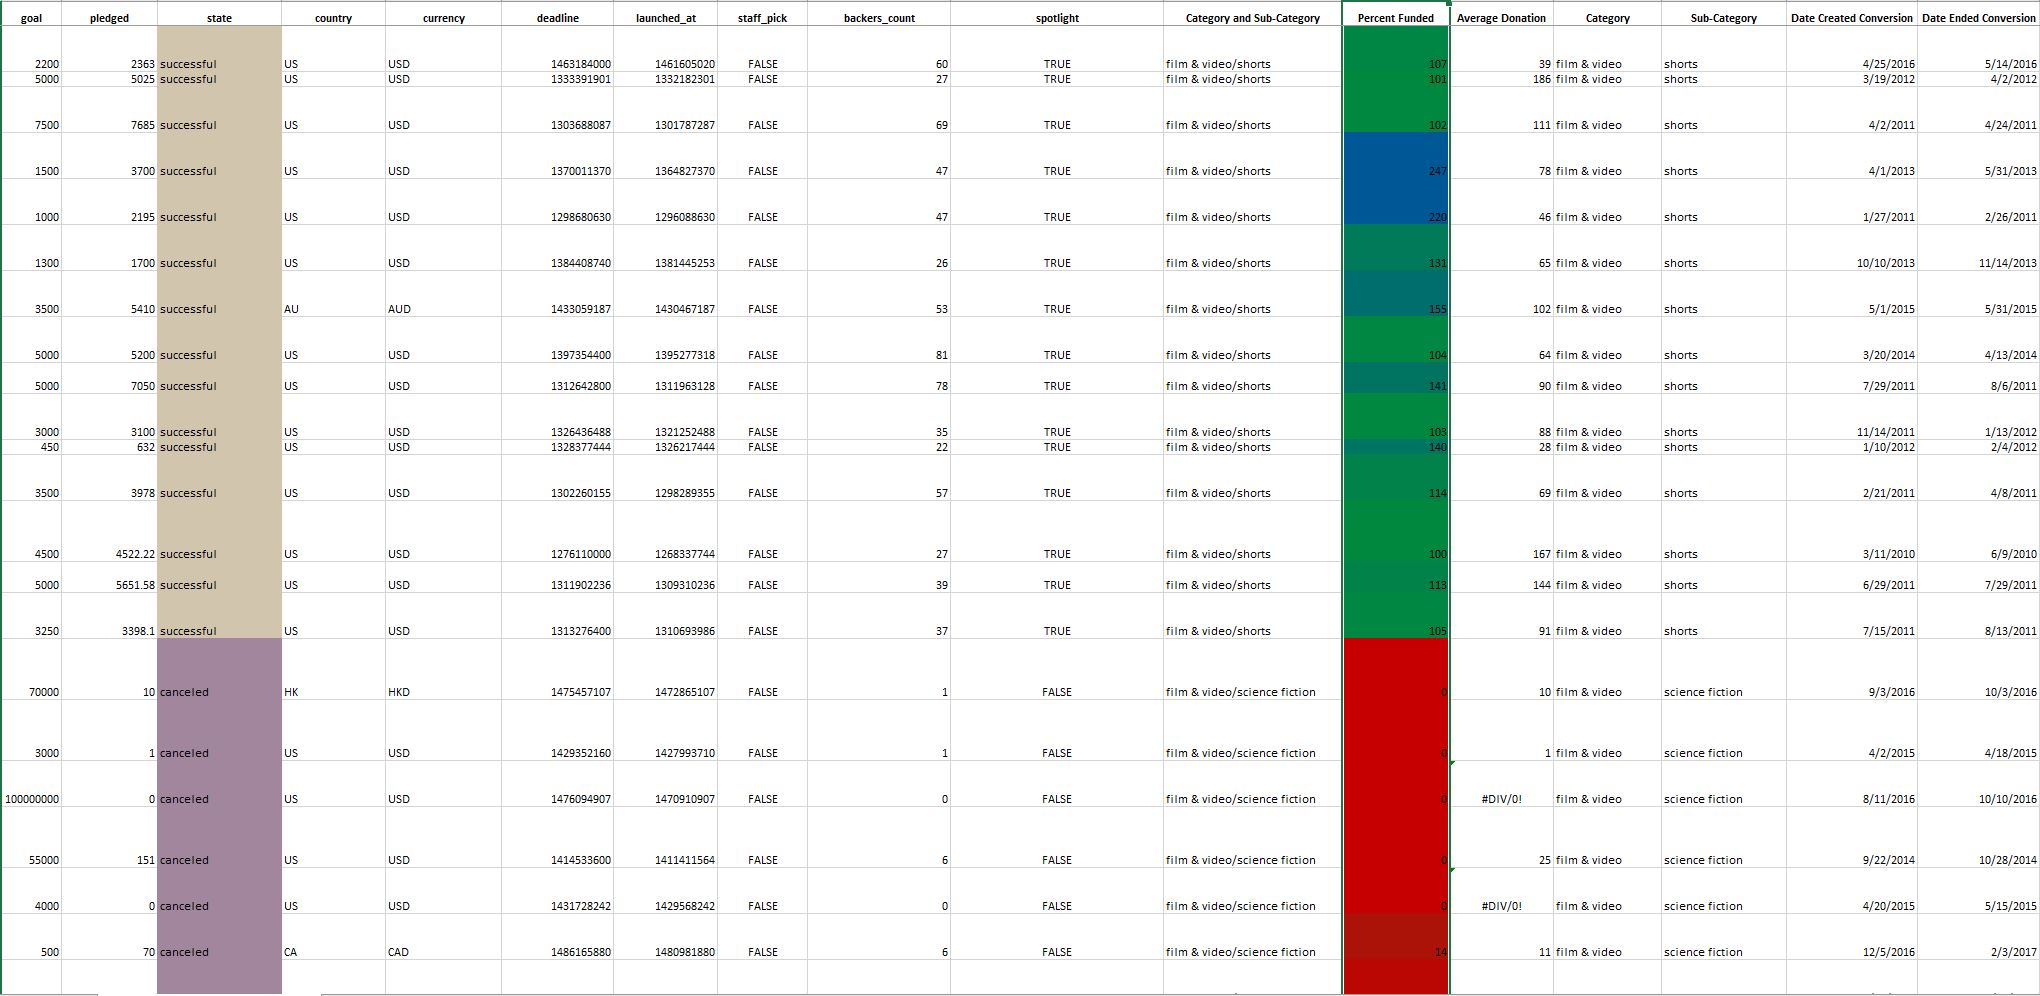 goal pledged state country currency deadline launched_at staff_pick backers_count spotlight Category and Sub-Category Percent Funded Average Donation Category Sub-Category Date Created Conversion Date Ended Conversion
2200 2363 successful US USD 1463184000 1461605020 FALSE 60 TRUE film & video/shorts 107 39 film & video shorts 4/25/2016 5/14/2016
5000 5025 successful US USD 1333391901 1332182301 FALSE 27 TRUE film & video/shorts 101 186 film & video shorts 3/19/2012 4/2/2012
7500 7685 successful US USD 1303688087 1301787287 FALSE 69 TRUE film & video/shorts 102 111 film & video shorts 4/2/2011 4/24/2011
1500 3700 successful US USD 1370011370 1364827370 FALSE 47 TRUE film & video/shorts 247 78 film & video shorts 4/1/2013 5/31/2013
1000 2195 successful US USD 1298680630 1296088630 FALSE 47 TRUE film & video/shorts 220 46 film & video shorts 1/27/2011 2/26/2011
1300 1700 successful US USD 1384408740 1381445253 FALSE 26 TRUE film & video/shorts 131 65 film & video shorts 10/10/2013 11/14/2013
3500 5410 successful AU AUD 1433059187 1430467187 FALSE 53 TRUE film & video/shorts 155 102 film & video shorts 5/1/2015 5/31/2015
5000 5200 successful US USD 1397354400 1395277318 FALSE 81 TRUE film & video/shorts 104 64 film & video shorts 3/20/2014 4/13/2014
5000 7050 successful US USD 1312642800 1311963128 FALSE 78 TRUE film & video/shorts 141 90 film & video shorts 7/29/2011 8/6/2011
3000 3100 successful US USD 1326436488 1321252488 FALSE 35 TRUE film & video/shorts 103 88 film & video shorts 11/14/2011 1/13/2012
450 632 successful US USD 1328377444 1326217444 FALSE 22 TRUE film & video/shorts 140 28 film & video shorts 1/10/2012 2/4/2012
3500 3978 successful US USD 1302260155 1298289355 FALSE 57 TRUE film & video/shorts 114 69 film & video shorts 2/21/2011 4/8/2011
4500 4522.22 successful US USD 1276110000 1268337744 FALSE 27 TRUE film & video/shorts 100 167 film & video shorts 3/11/2010 6/9/2010
5000 5651.58 successful US USD 1311902236 1309310236 FALSE 39 TRUE film & video/shorts 113 144 film & video shorts 6/29/2011 7/29/2011
3250 3398.1 successful US USD 1313276400 1310693986 FALSE 37 TRUE film & video/shorts 105 91 film & video shorts 7/15/2011 8/13/2011
70000 10 canceled HK HKD 1475457107 1472865107 FALSE 1 FALSE film & video/science fiction 0 10 film & video science fiction 9/3/2016 10/3/2016
3000 1 canceled US USD 1429352160 1427993710 FALSE 1 FALSE film & video/science fiction 0 1 film & video science fiction 4/2/2015 4/18/2015
100000000 0 canceled US USD 1476094907 1470910907 FALSE 0 FALSE film & video/science fiction 0 #DIV/0! film & video science fiction 8/11/2016 10/10/2016
55000 151 canceled US USD 1414533600 1411411564 FALSE 6 FALSE film & video/science fiction 0 25 film & video science fiction 9/22/2014 10/28/2014
4000 0 canceled US USD 1431728242 1429568242 FALSE 0 FALSE film & video/science fiction 0 #DIV/0! film & video science fiction 4/20/2015 5/15/2015
500 70 canceled CA CAD 1486165880 1480981880 FALSE 6 FALSE film & video/science fiction 14 11 film & video science fiction 12/5/2016 2/3/2017